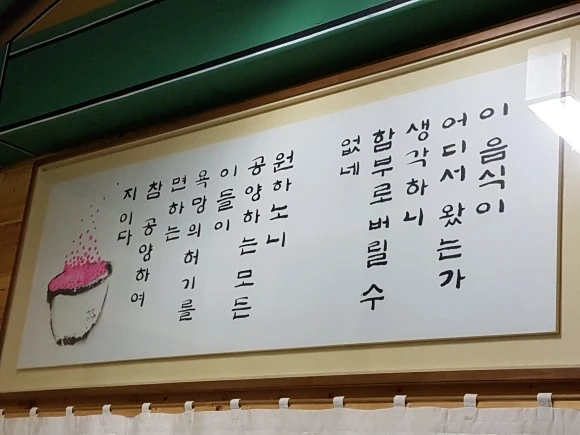 이 음식이
어디서 왔는가
생각하니
함부로버릴 수
없네
원하노니
공양하는 모든
이들이
욕망의허기를
면하는
참 공양하여
지이다